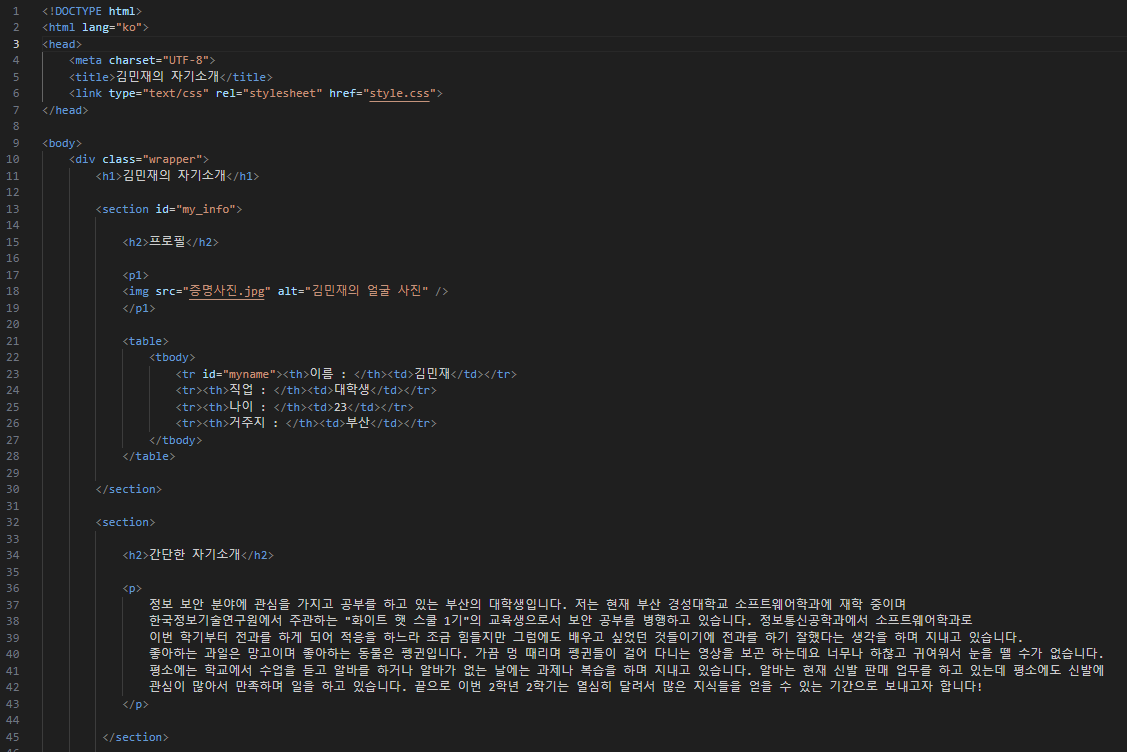 1 <!DOCTYPE html>
2 <html lang="ko">
3 <head>
4 <meta charset="UTF-8">
5 <title>김민재의 자기소개</title>
6 <link type="text/css" rel="stylesheet" href="style.css">
7 </head>
8
9 <body>
10 <div class="wrapper">
11 <h1>김민재의 자기소개</h1>
12
13 <section id="my_info">
14
15 <h2>프로필</h2>
16
17 <p1>
18 <img src="증명사진.jpg" alt="김민재의 얼굴 사진" />
19 </p1>
20
21 <table>
22 <tbody>
23 <tr id="myname"><th>이름 : </th><td>김민재</td></tr>
24 <tr><th>직업 : </th><td>대학생</td></tr>
25 <tr><th>나이 : </th><td>23</td></tr>
26 <tr><th>거주지 : </th><td>부산</td></tr>
27 </tbody>
28 </table>
29
30 </section>
31
32 <section>
33
34 <h2>간단한 자기소개</h2>
35
36 <p>
37 정보 보안 분야에 관심을 가지고 공부를 하고 있는 부산의 대학생입니다. 저는 현재 부산 경성대학교 소프트웨어학과에 재학 중이며
38 한국정보기술연구원에서 주관하는 "화이트 햇 스쿨 1기"의 교육생으로서 보안 공부를 병행하고 있습니다. 정보통신공학과에서 소프트웨어학과로
39 이번 학기부터 전과를 하게 되어 적응을 하느라 조금 힘들지만 그럼에도 배우고 싶었던 것들이기에 전과를 하기 잘했다는 생각을 하며 지내고 있습니다.
40 좋아하는 과일은 망고이며 좋아하는 동물은 펭귄입니다. 가끔 멍 때리며 펭귄들이 걸어 다니는 영상을 보곤 하는데요 너무나 하찮고 귀여워서 눈을 뗄 수가 없습니다.
41 평소에는 학교에서 수업을 듣고 알바를 하거나 알바가 없는 날에는 과제나 복습을 하며 지내고 있습니다. 알바는 현재 신발 판매 업무를 하고 있는데 평소에도 신발에
42 관심이 많아서 만족하며 일을 하고 있습니다. 끝으로 이번 2학년 2학기는 열심히 달려서 많은 지식들을 얻을 수 있는 기간으로 보내고자 합니다!
43 </p>
44
45 </section>